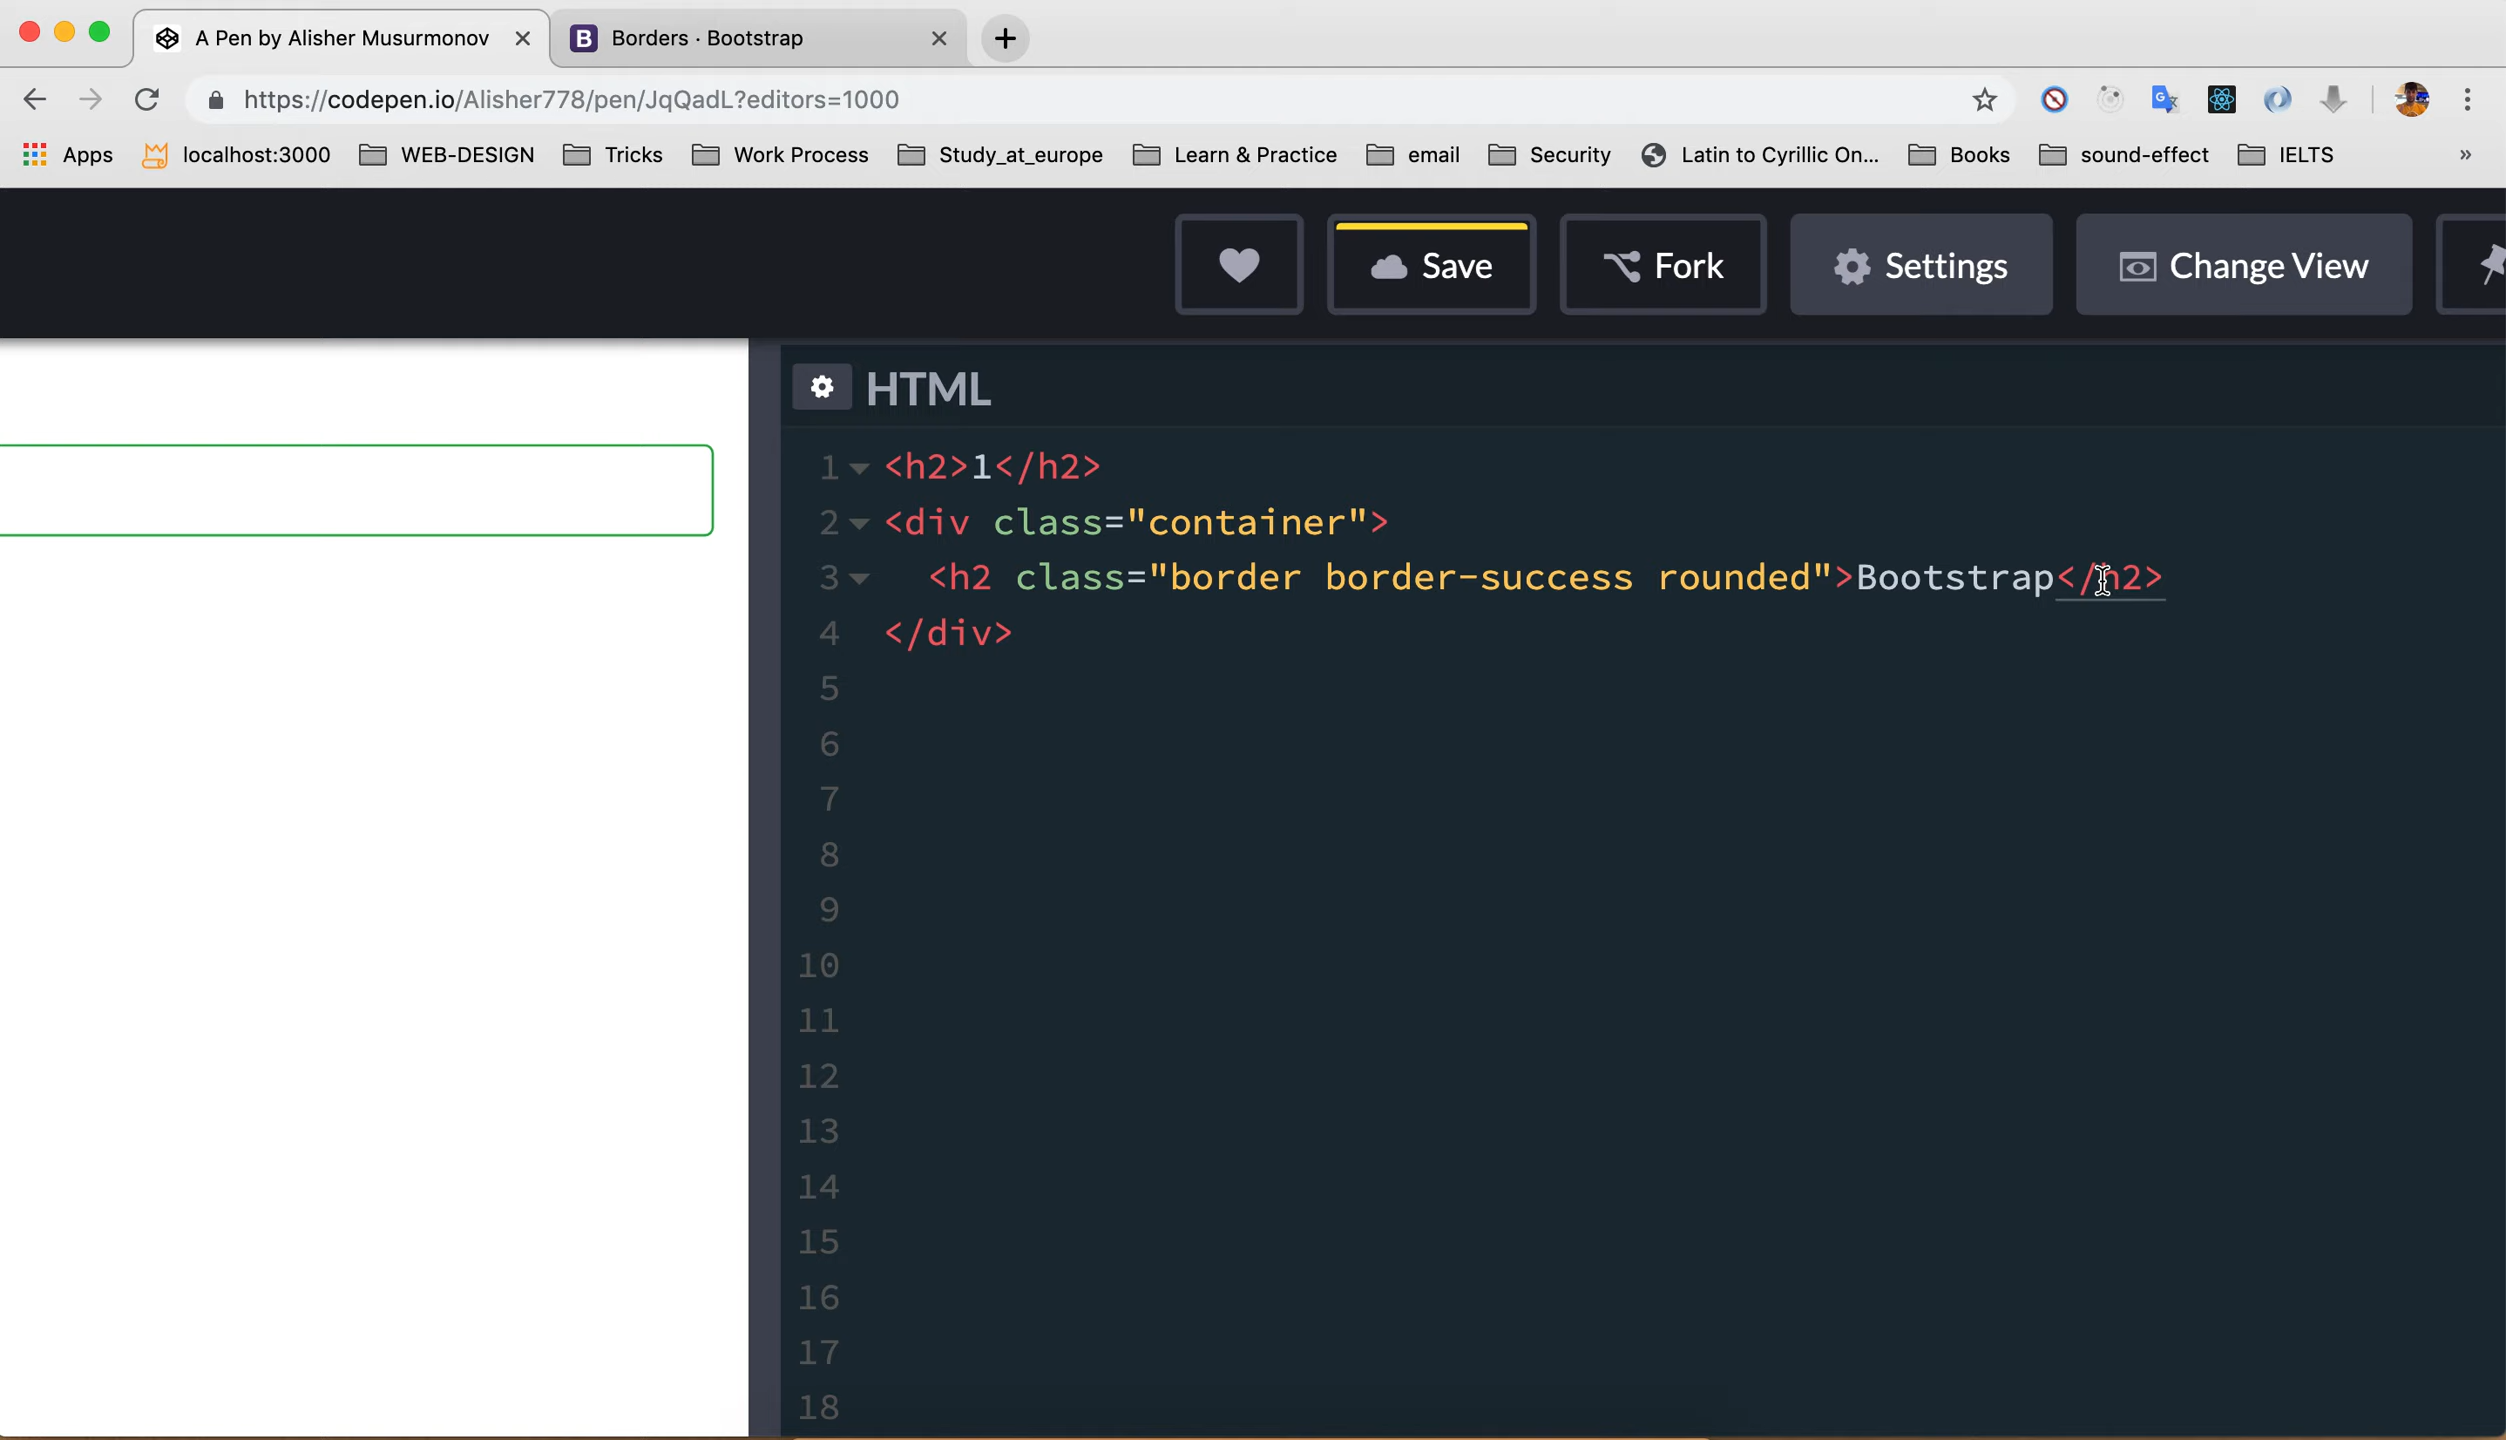 A Pen by Alisher Musurmonov
Borders · Bootstrap
https://codepen.io/Alisher778/pen/JqQadL?editors=1000
Apps
localhost:3000
WEB-DESIGN
Tricks
Work Process
Study_at_europe
Learn & Practice
email
Security
Latin to Cyrillic On...
Books
sound-effect
IELTS
»
Save
Fork
Settings
Change View
HTML
1 <h2>1</h2>
2 <div class="container">
3 <h2 class="border border-success rounded">Bootstrap</h2>
4 </div>
5
6
7
8
9
10
11
12
13
14
15
16
17
18